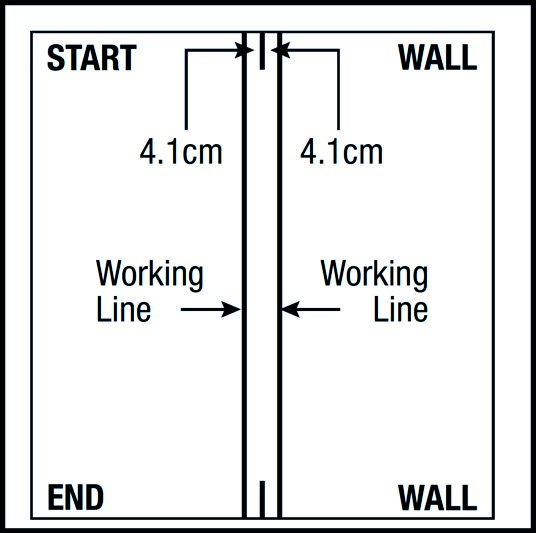 START
WALL
4.1cm
4.1cm
Working
Line
Working
Line
END
WALL